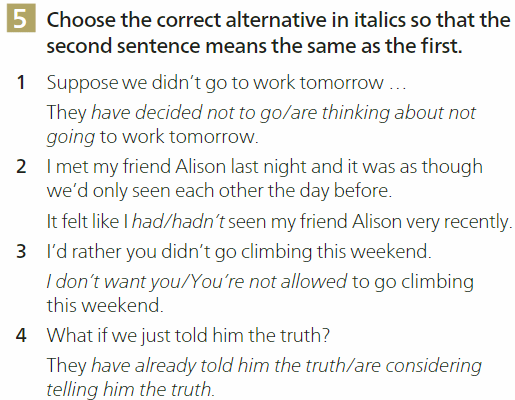 5 Choose the correct alternative in italics so that the
second sentence means the same as the first.
1 Suppose we didn't go to work tomorrow …
They have decided not to go/are thinking about not
going to work tomorrow.
2 I met my friend Alison last night and it was as though
we'd only seen each other the day before.
It felt like I had/hadn't seen my friend Alison very recently.
3 I'd rather you didn't go climbing this weekend.
I don't want you/You're not allowed to go climbing
this weekend.
4 What if we just told him the truth?
They have already told him the truth/are considering
telling him the truth.